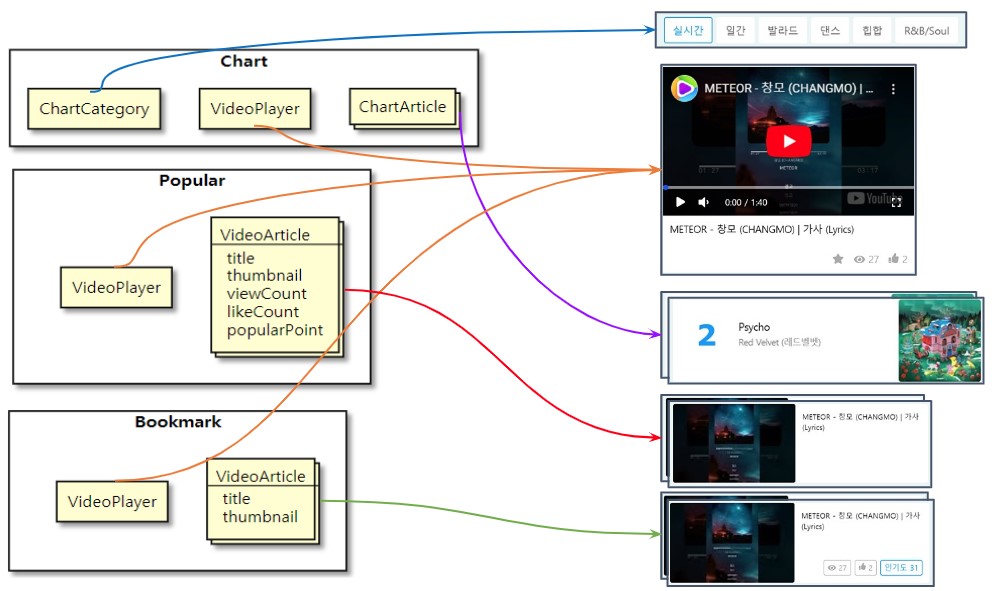 Chart
ChartCategory
VideoPlayer
ChartArticle
Popular
VideoPlayer
VideoArticle
title
thumbnail
viewCount
likeCount
popularPoint
Bookmark
VideoPlayer
VideoArticle
title
thumbnail
실시간 일간 발라드 댄스 힙합 R&B/Soul
METEOR - 창모 (CHANGMO) | ...
METEOR
0:00 / 1:40
YouTube
METEOR - 창모 (CHANGMO) | 가사 (Lyrics)
27 2
2
Psycho
Red Velvet (레드벨벳)
METEOR - 창모 (CHANGMO) | 가사
(Lyrics)
METEOR - 창모 (CHANGMO) | 가사
(Lyrics)
27 2 인기도 31